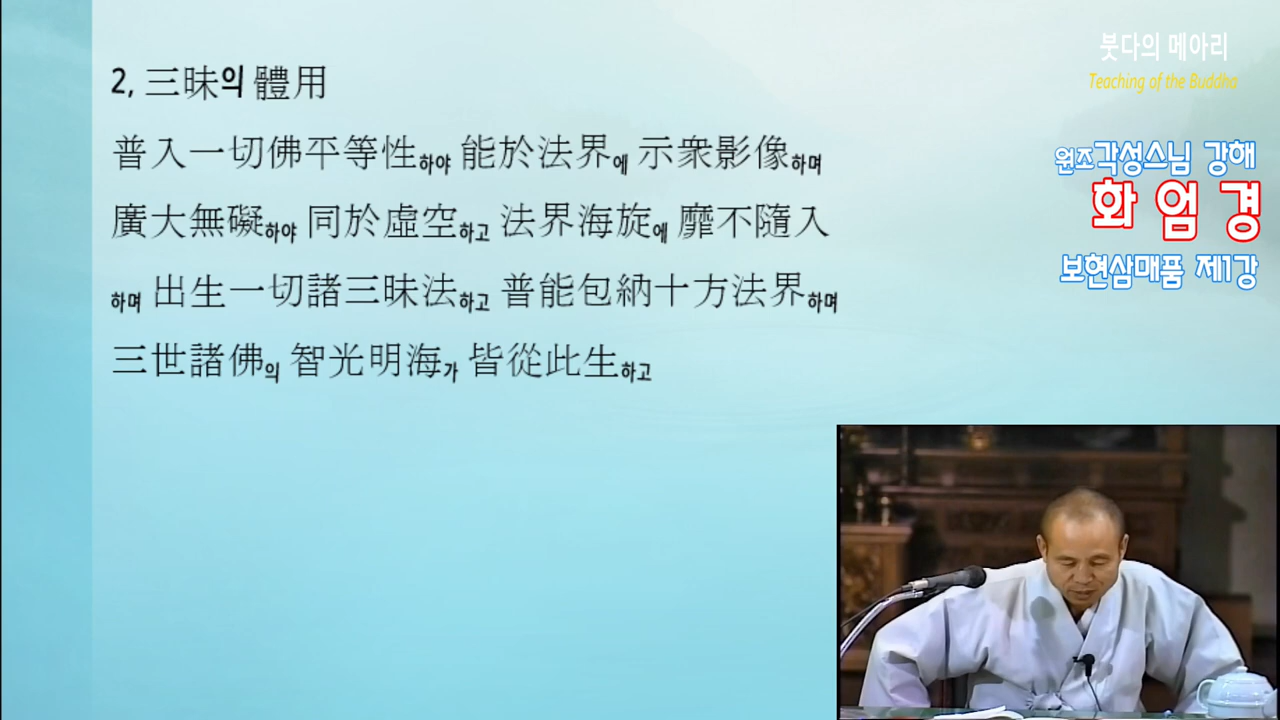 2, 三昧의 體用
普入一切佛平等性하야 能於法界에 示衆影像하며
廣大無礙하야 同於虛空하고 法界海旋에 靡不隨入
하며 出生一切諸三昧法하고 普能包納十方法界하며
三世諸佛의 智光明海가 皆從此生하고
붓다의 메아리
Teaching of the Buddha
원조각성스님 강해
화엄경
보현삼매품 제1강